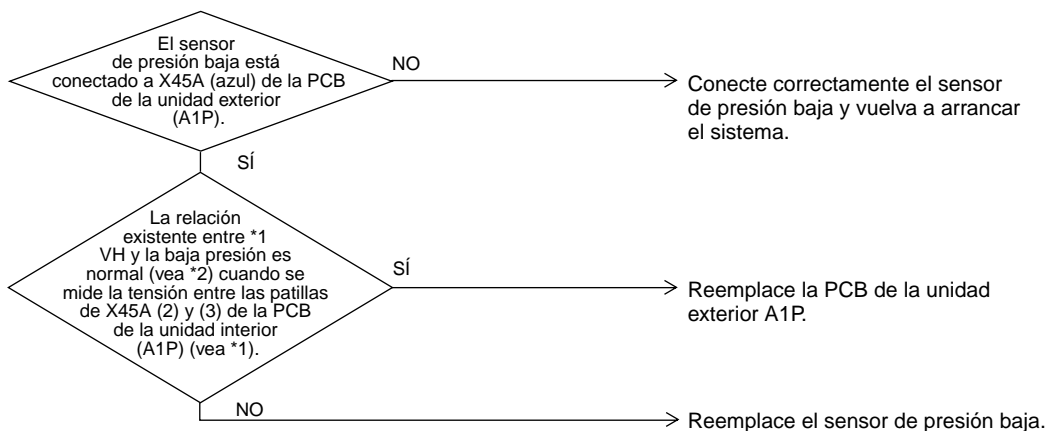 El sensor
de presión baja está
conectado a X45A (azul) de la PCB
de la unidad exterior
(A1P).
NO
Conecte correctamente el sensor
de presión baja y vuelva a arrancar
el sistema.
SÍ
La relación
existente entre *1
VH y la baja presión es
normal (vea *2) cuando se
mide la tensión entre las patillas
de X45A (2) y (3) de la PCB
de la unidad interior
(A1P) (vea *1).
SÍ
Reemplace la PCB de la unidad
exterior A1P.
NO
Reemplace el sensor de presión baja.